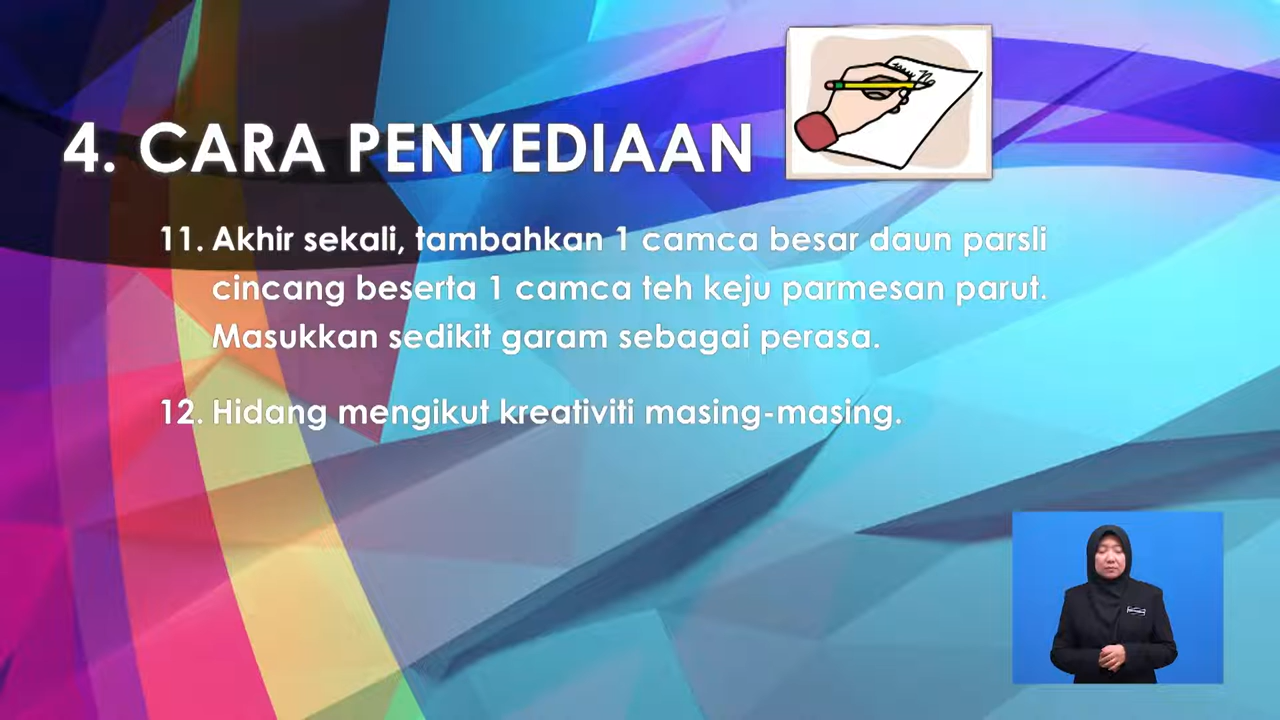 4. CARA PENYEDIAAN
11. Akhir sekali, tambahkan 1 camca besar daun parsli
cincang beserta 1 camca teh keju parmesan parut.
Masukkan sedikit garam sebagai perasa.
12. Hidang mengikut kreativiti masing-masing.